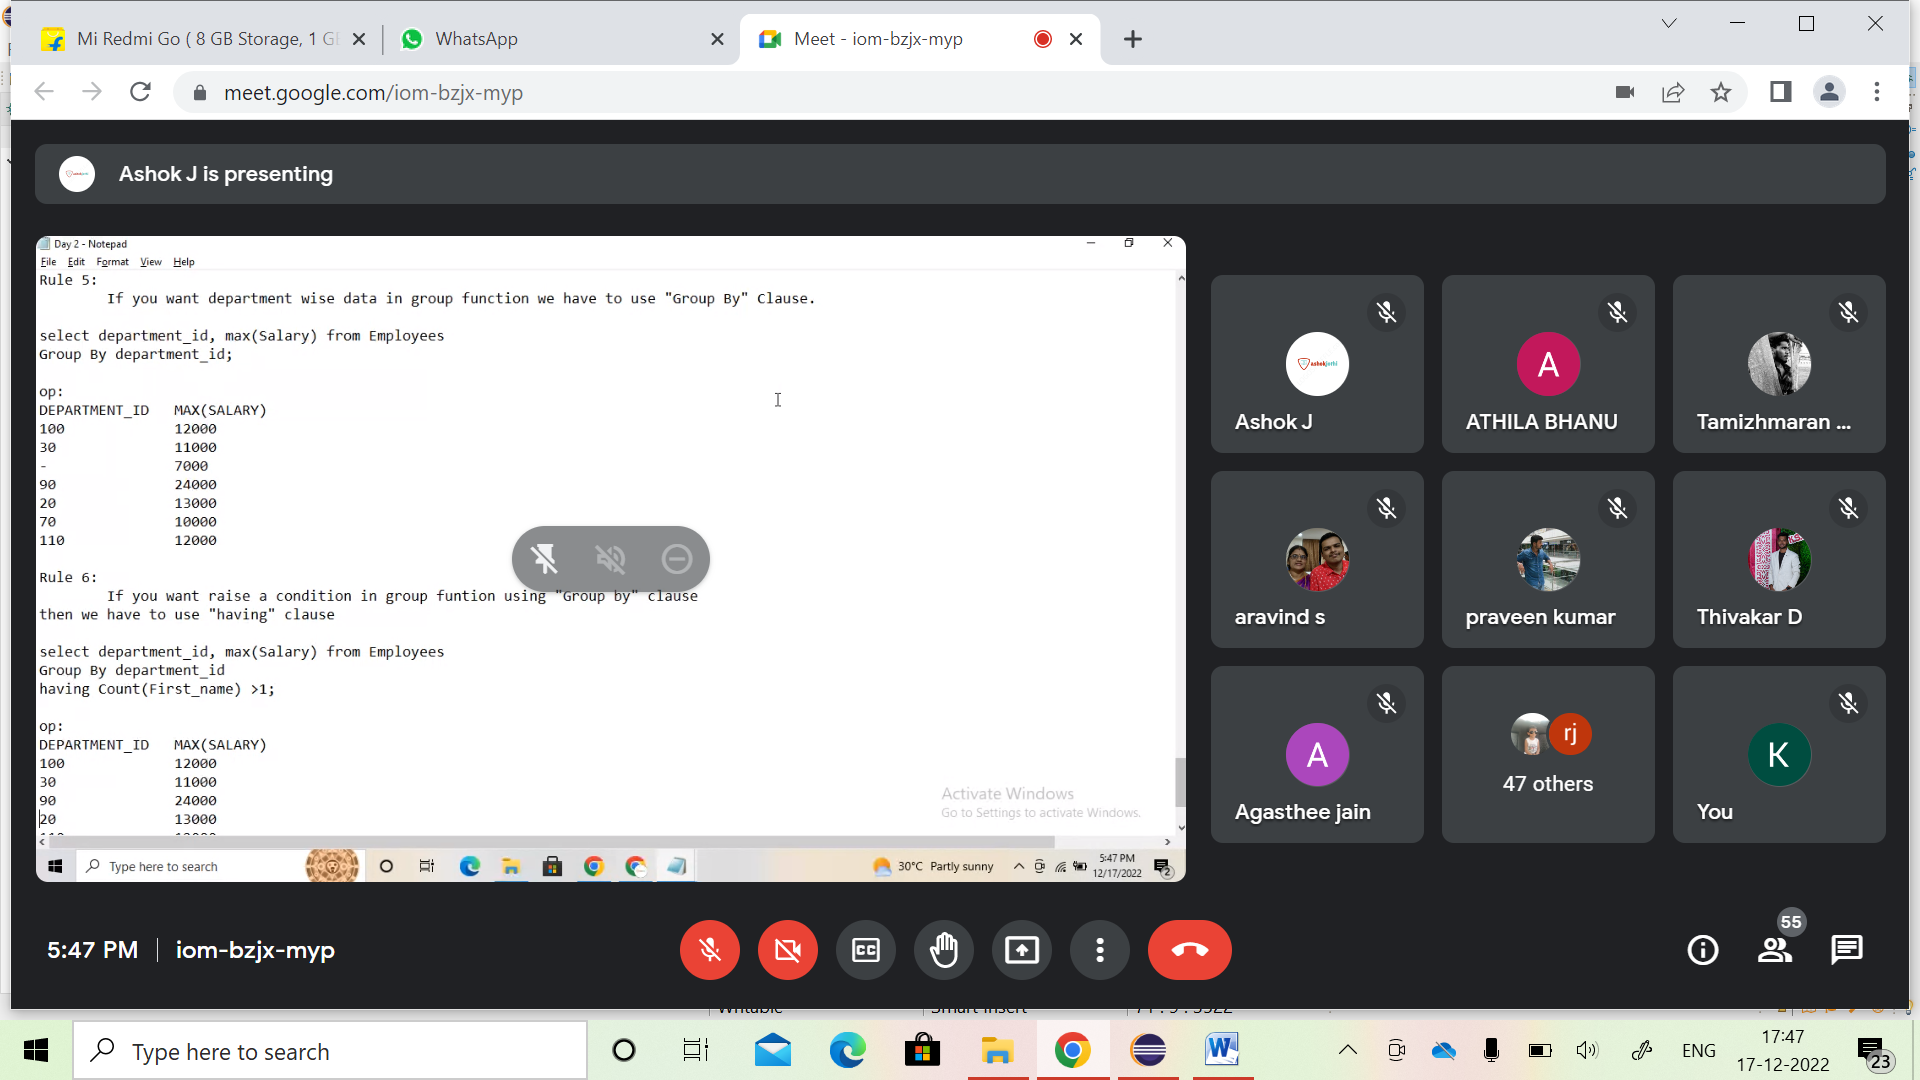 Mi Redmi Go ( 8 GB Storage, 1 G
WhatsApp
Meet - iom-bzjx-myp
meet.google.com/iom-bzjx-myp
Ashok J is presenting
Day 2 - Notepad
File Edit Format View Help
Rule 5:
If you want department wise data in group function we have to use "Group By" Clause.
select department_id, max(Salary) from Employees
Group By department_id;
op:
DEPARTMENT_ID MAX(SALARY)
100 12000
30 11000
- 7000
90 24000
20 13000
70 10000
110 12000
Rule 6:
If you want raise a condition in group funtion using "Group by" clause
then we have to use "having" clause
select department_id, max(Salary) from Employees
Group By department_id
having Count(First_name) >1;
op:
DEPARTMENT_ID MAX(SALARY)
100 12000
30 11000
90 24000
20 13000
Activate Windows
Go to Settings to activate Windows.
Type here to search
30°C Partly sunny
5:47 PM
12/17/2022
2
ashokjothi
Ashok J
A
ATHILA BHANU
Tamizhmaran ...
aravind s
praveen kumar
Thivakar D
A
Agasthee jain
rj
47 others
K
You
5:47 PM
iom-bzjx-myp
CC
55
Type here to search
W
ENG
17:47
17-12-2022
23